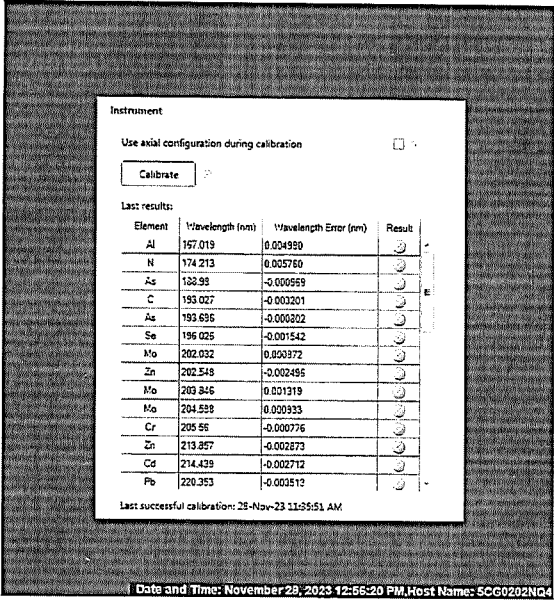 Instrument
Use axial configuration during calibration
Calibrate
Last results:
Element Wavelength (nm) Wavelength Error (nm) Result
Al 167.019 0.004990
N 174.213 0.005760
As 188.98 -0.000969
C 193.027 -0.003201
As 193.696 -0.000802
Se 196.026 -0.001542
Mo 202.032 0.000972
Zn 202.548 -0.002496
Mo 203.846 0.001319
Mo 204.598 0.000933
Cr 205.56 -0.000776
Zn 213.857 -0.002873
Cd 214.439 -0.002712
Pb 220.353 -0.003513
Last successful calibration: 28-Nov-23 11:35:51 AM
Date and Time: November 28, 2023 12:56:20 PM,Host Name: 5CG0202NQ4